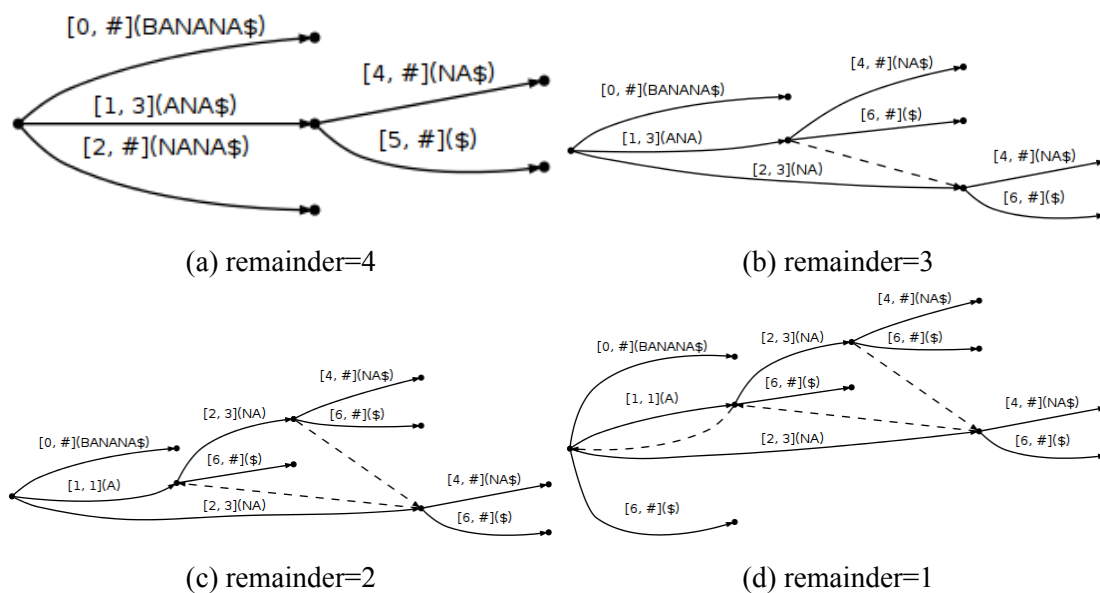 [0, #](BANANA$)
[4, #](NA$)
[1, 3](ANA$)
[5, #]($)
[2, #](NANA$)
(a) remainder=4
[4, #](NA$)
[0, #](BANANA$)
[6, #]($)
[1, 3](ANA)
[4, #](NA$)
[2, 3](NA)
[6, #]($)
(b) remainder=3
[4, #](NA$)
[2, 3](NA)
[6, #]($)
[0, #](BANANA$)
[6, #]($)
[1, 1](A)
[4, #](NA$)
[2, 3](NA)
[6, #]($)
(c) remainder=2
[4, #](NA$)
[2, 3](NA)
[0, #](BANANA$)
[6, #]($)
[6, #]($)
[1, 1](A)
[4, #](NA$)
[2, 3](NA)
[6, #]($)
[6, #]($)
(d) remainder=1